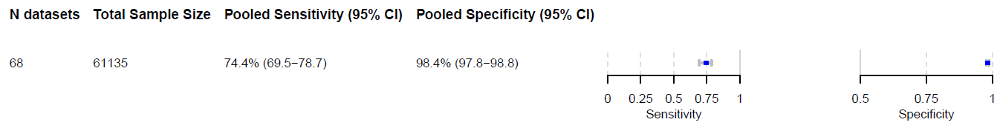 N datasets Total Sample Size Pooled Sensitivity (95% CI) Pooled Specificity (95% CI)
68 61135 74.4% (69.5−78.7) 98.4% (97.8−98.8)
0 0.25 0.5 0.75 1 0.5 0.75 1
Sensitivity Specificity